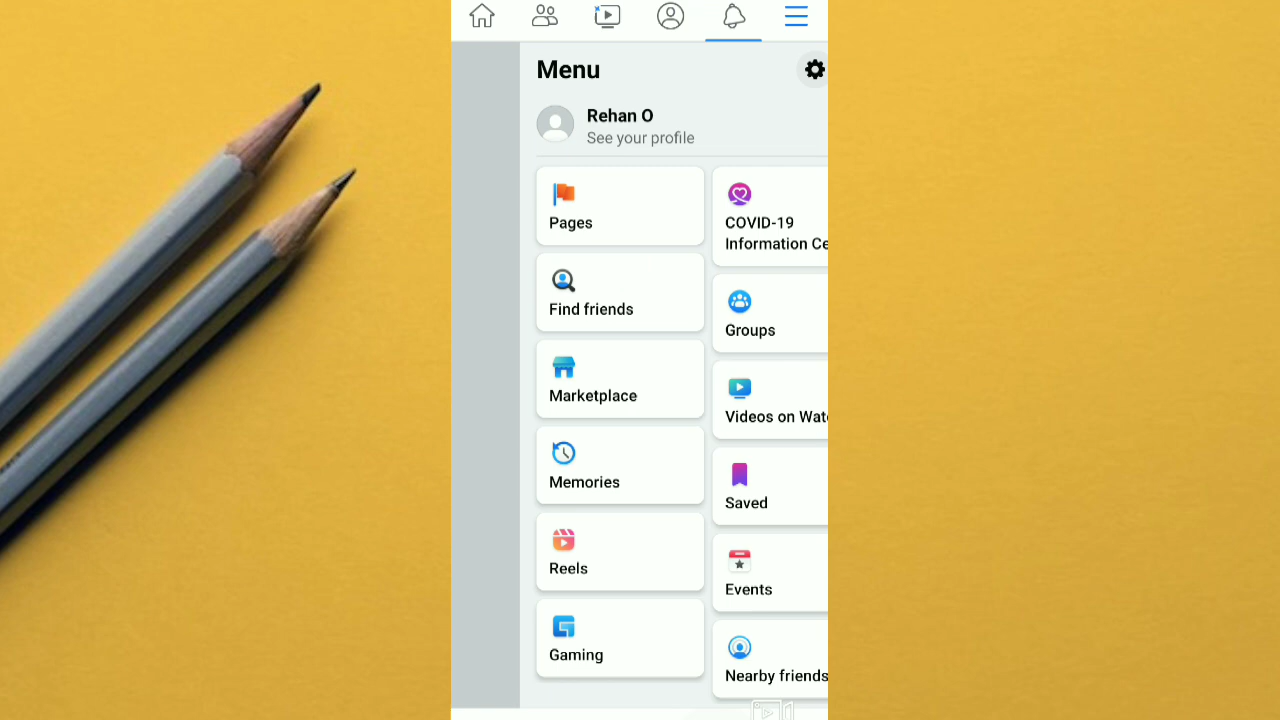 Menu
Rehan O
See your profile
Pages
Find friends
Marketplace
Memories
Reels
Gaming
COVID-19
Information Ce
Groups
Videos on Wat
Saved
Events
Nearby friends